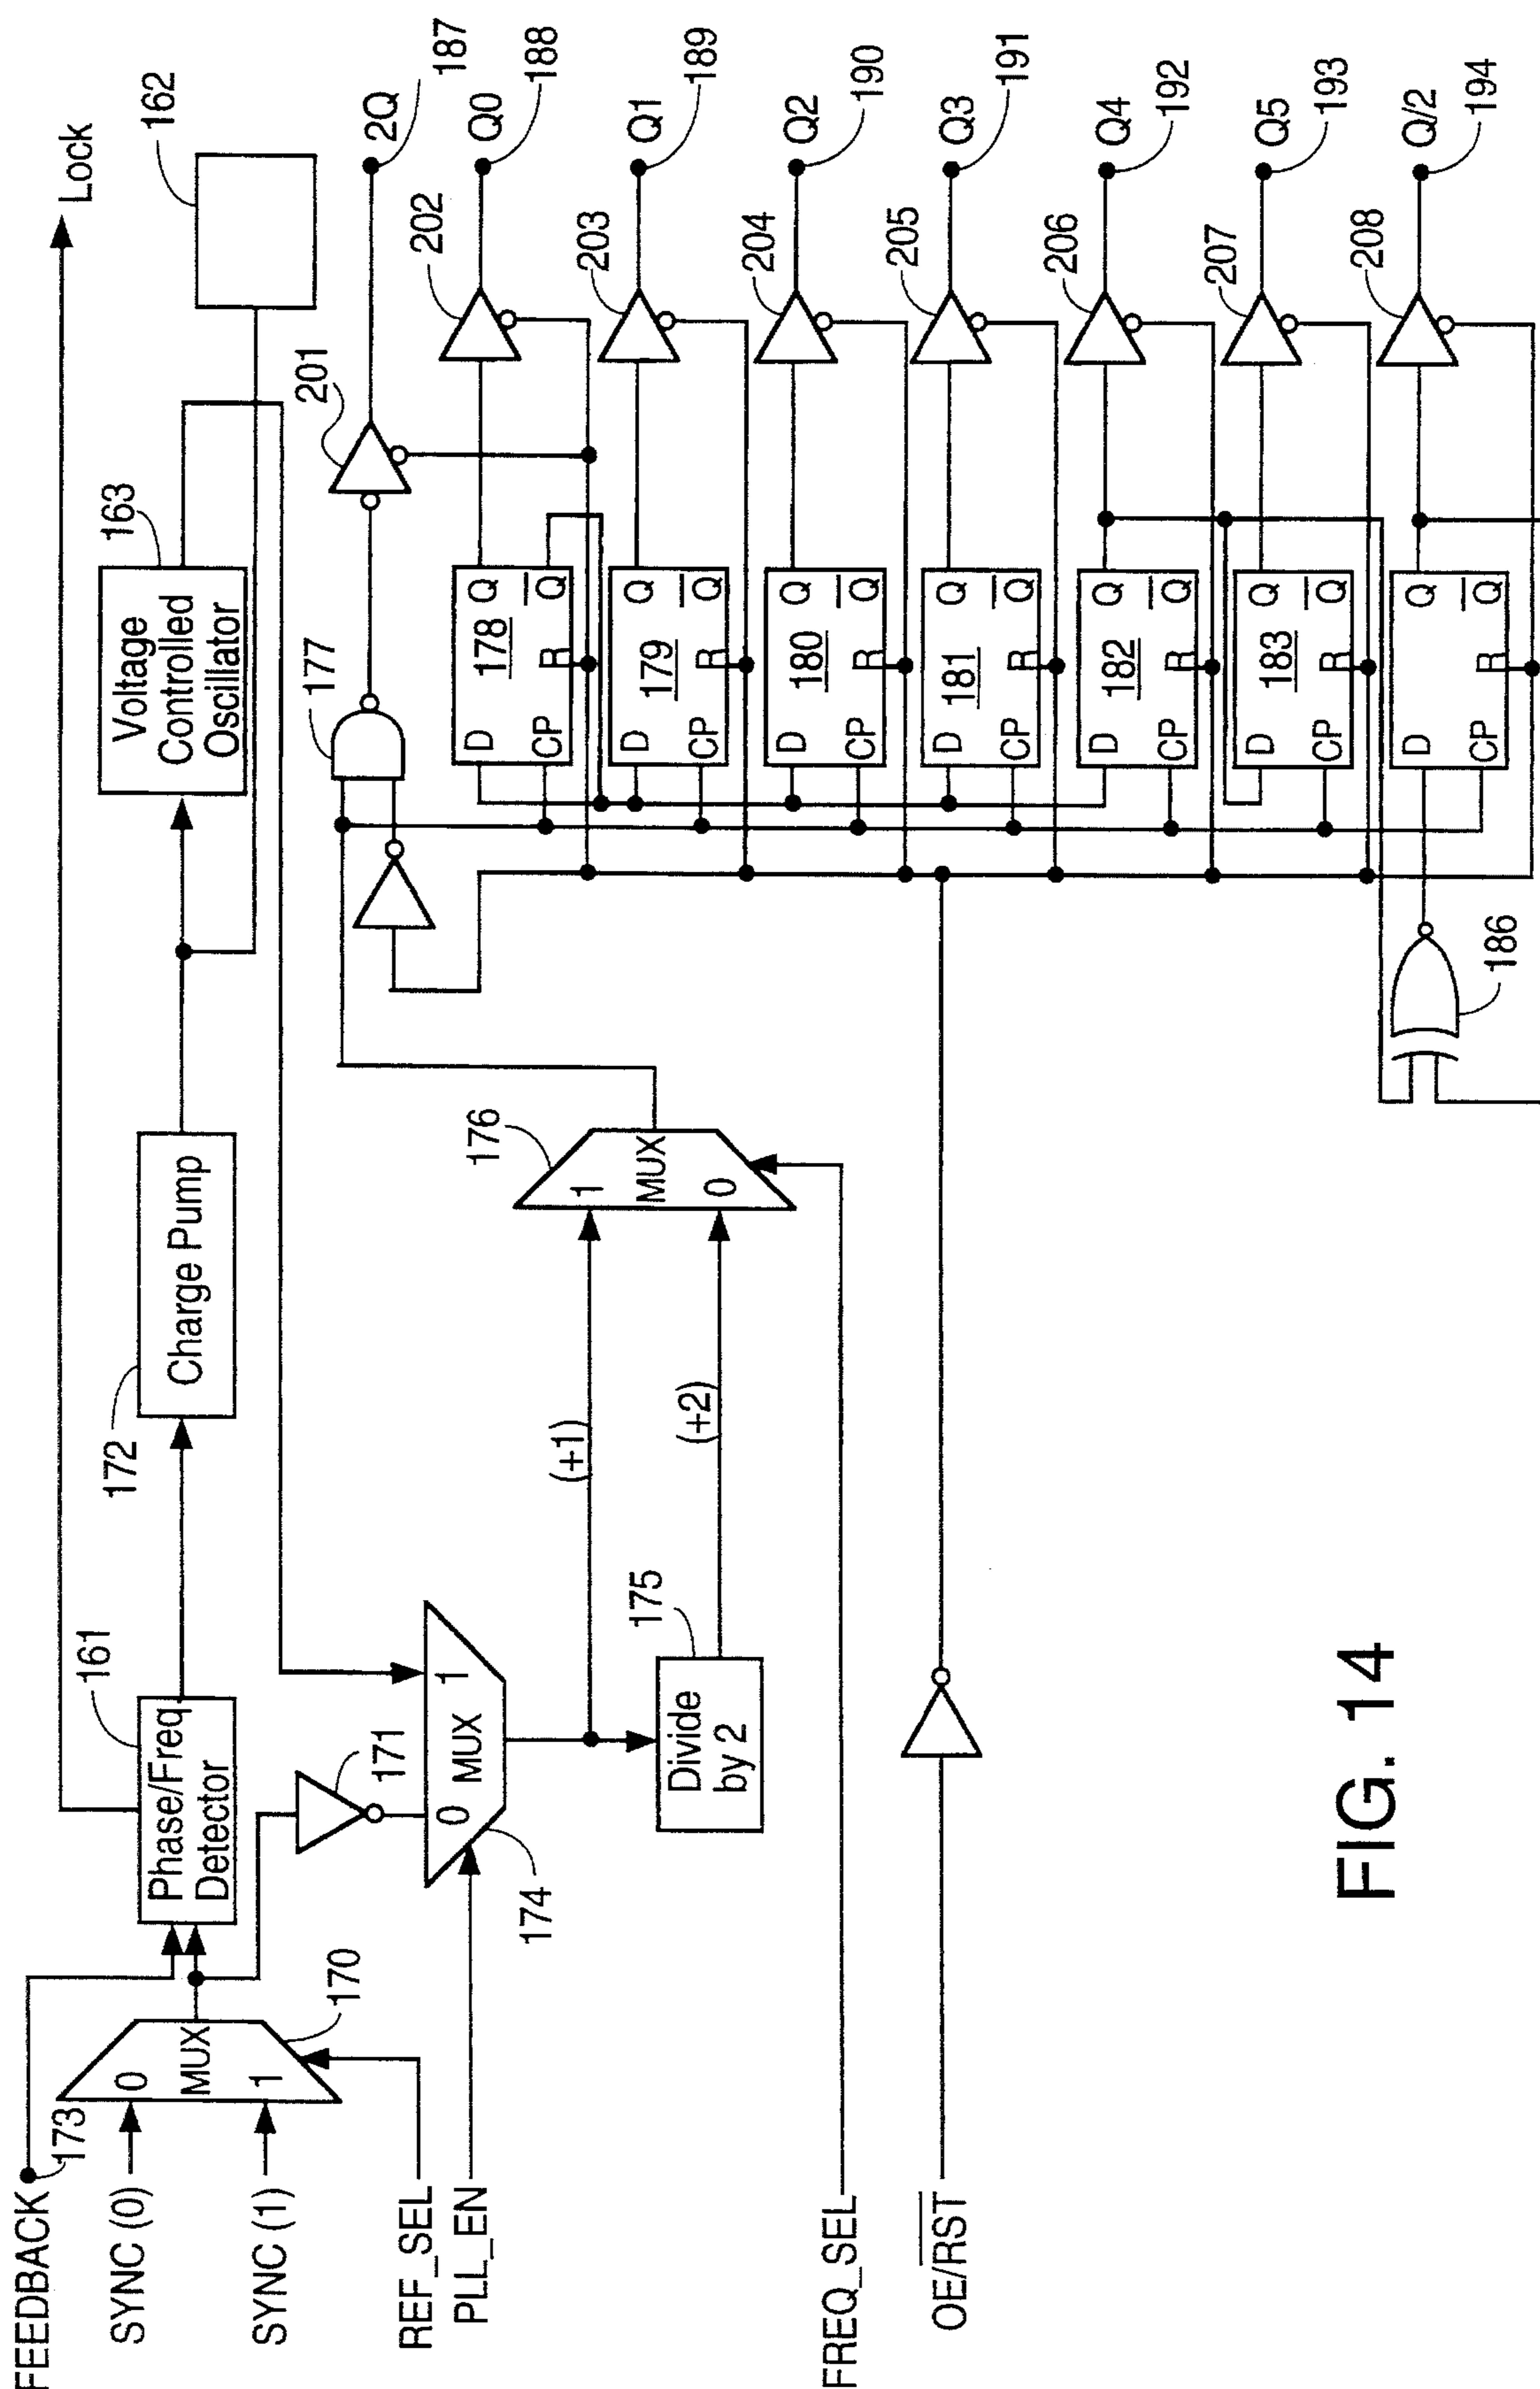 FEEDBACK
173
SYNC (0)
SYNC (1)
REF_SEL
PLL_EN
FREQ_SEL
OE/RST
0
MUX
1
170
161
Phase/Freq
Detector
171
0
MUX
1
174
175
Divide
by 2
(+1)
(+2)
172
Charge Pump
176
1
MUX
0
163
Voltage
Controlled
Oscillator
162
Lock
177
201
2Q
187
D
CP
178
R
Q
Q
202
Q0
188
D
CP
179
R
Q
Q
203
Q1
189
D
CP
180
R
Q
Q
204
Q2
190
D
CP
181
R
Q
Q
205
Q3
191
D
CP
182
R
Q
Q
206
Q4
192
D
CP
183
R
Q
Q
207
Q5
193
186
D
CP
R
Q
Q
208
Q/2
194
FIG. 14